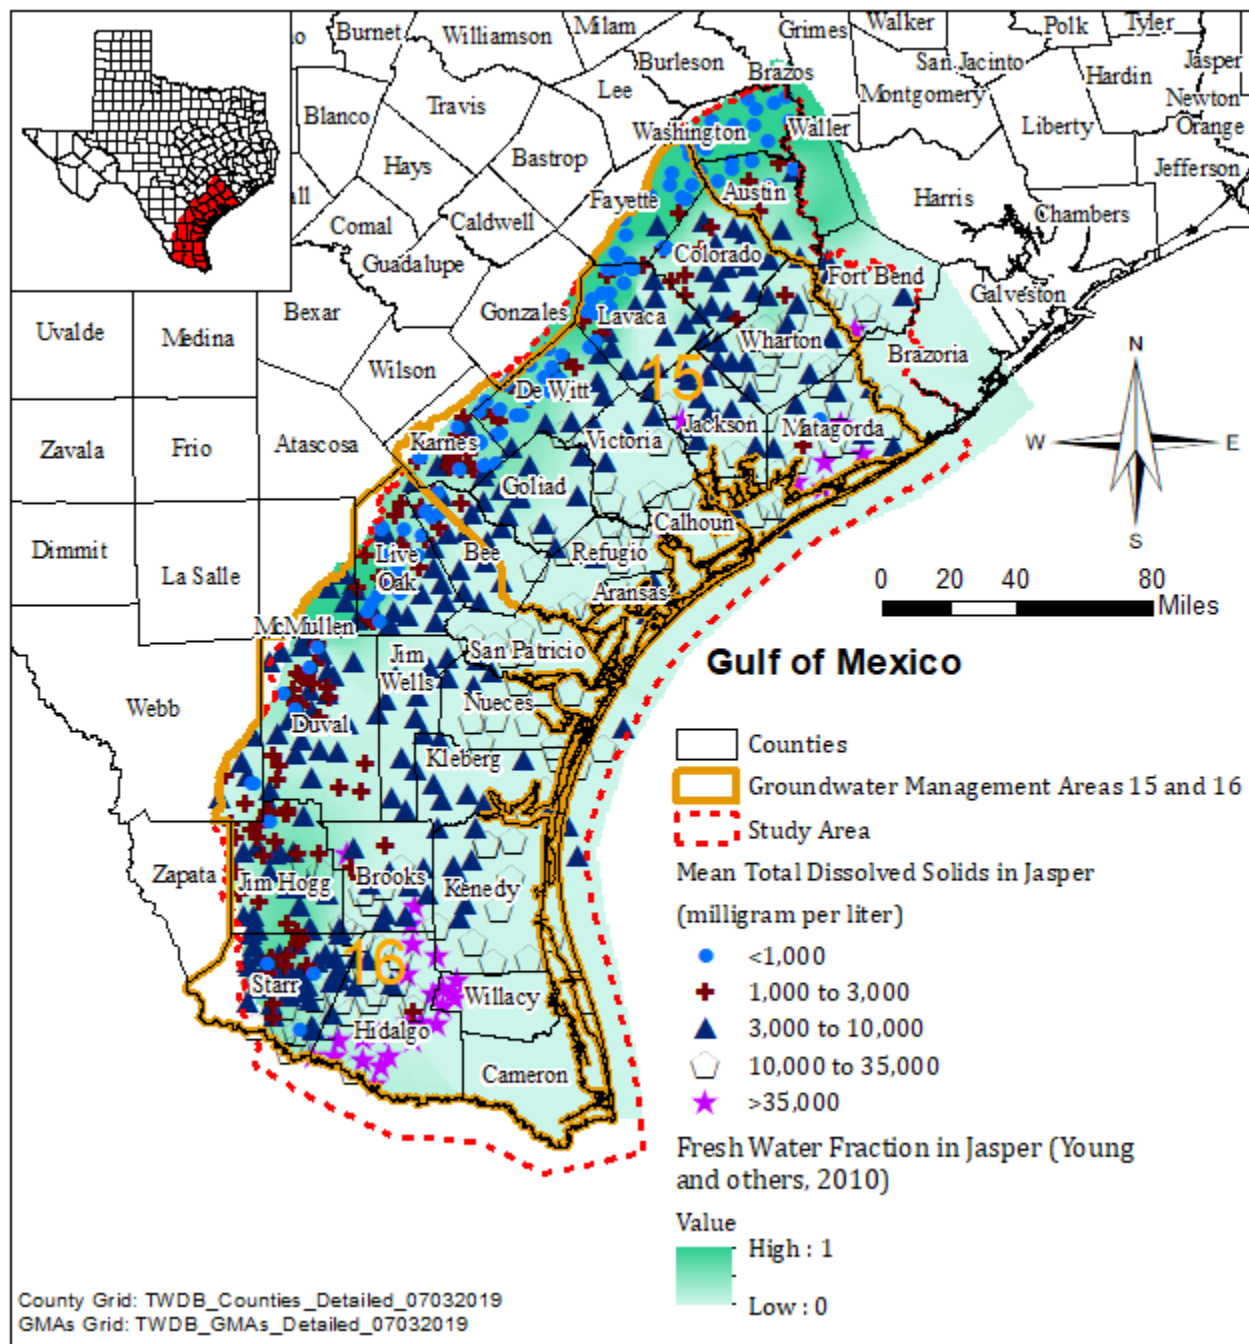 Burnet
Williamson
Milam
Grimes
Walker
Polk
Tyler
Burleson
San Jacinto
Jasper
Lee
Brazos
Hardin
Blanco
Travis
Montgomery
Newton
Washington
Waller
Liberty
Orange
Hays
Bastrop
Jefferson
Fayette
Austin
Harris
Comal
Caldwell
Chambers
Guadalupe
Colorado
Fort Bend
Bexar
Gonzales
Galveston
Uvalde
Medina
Lavaca
Wharton
Brazoria
Wilson
15
De Witt
N
Zavala
Frio
Atascosa
Karnes
Victoria
Jackson
Matagorda
W
E
Goliad
Calhoun
S
Dimmit
La Salle
Live
Oak
Bee
Refugio
Aransas
0 20 40 80
Miles
McMullen
San Patricio
Gulf of Mexico
Jim
Wells
Webb
Nueces
Duval
Kleberg
Zapata
Jim Hogg
Brooks
Kenedy
16
Starr
Willacy
Hidalgo
Cameron
Counties
Groundwater Management Areas 15 and 16
Study Area
Mean Total Dissolved Solids in Jasper
(milligram per liter)
<1,000
1,000 to 3,000
3,000 to 10,000
10,000 to 35,000
>35,000
Fresh Water Fraction in Jasper (Young
and others, 2010)
Value
High : 1
Low : 0
County Grid: TWDB_Counties_Detailed_07032019
GMAs Grid: TWDB_GMAs_Detailed_07032019